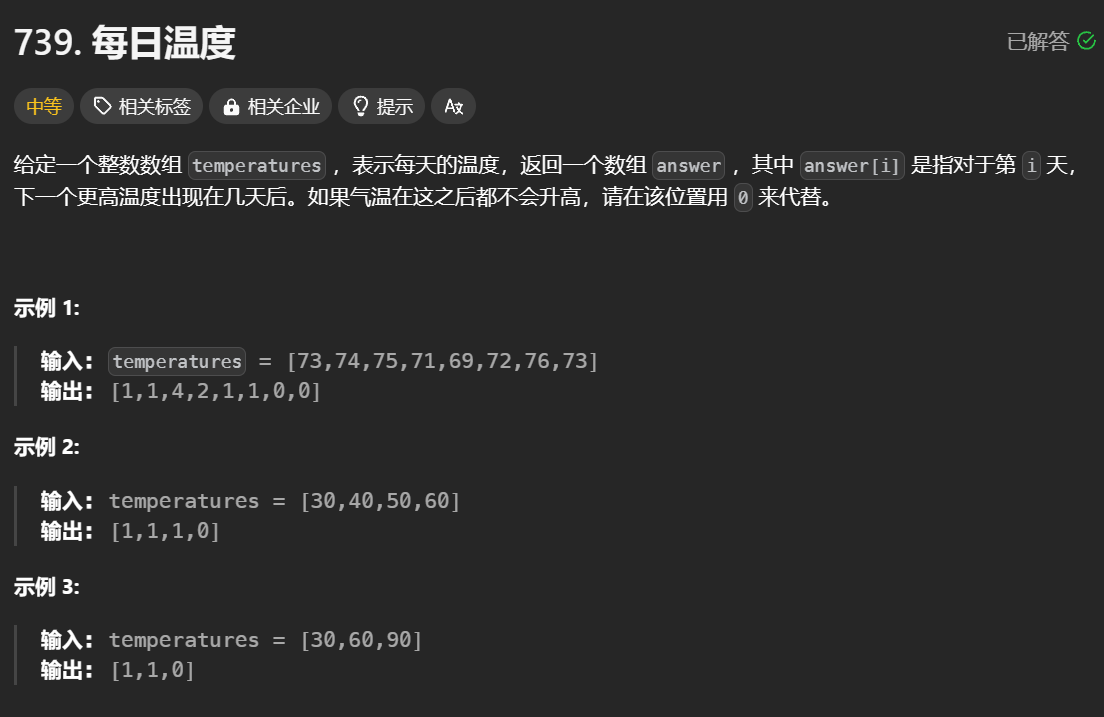 739. 每日温度
已解答
中等
相关标签
相关企业
提示
给定一个整数数组 temperatures ，表示每天的温度，返回一个数组 answer ，其中 answer[i] 是指对于第 i 天，
下一个更高温度出现在几天后。如果气温在这之后都不会升高，请在该位置用 0 来代替。
示例 1:
输入: temperatures = [73,74,75,71,69,72,76,73]
输出: [1,1,4,2,1,1,0,0]
示例 2:
输入: temperatures = [30,40,50,60]
输出: [1,1,1,0]
示例 3:
输入: temperatures = [30,60,90]
输出: [1,1,0]